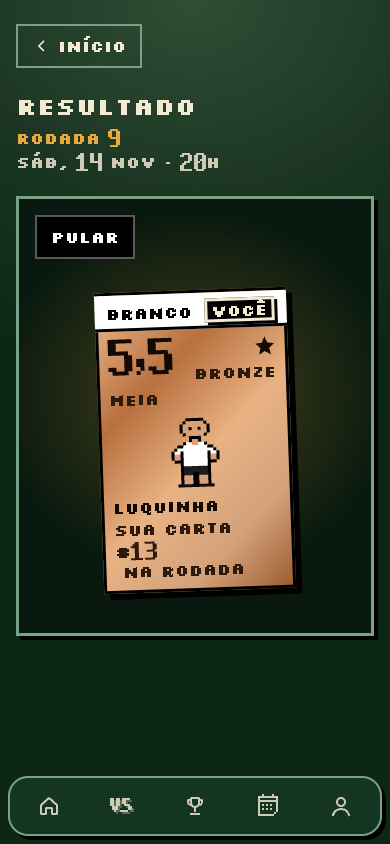 INÍCIO
RESULTADO
RODADA 9
SÁB, 14 NOV · 20H
PULAR
BRANCO VOCÊ
5,5
BRONZE
MEIA
LUQUINHA
SUA CARTA
#13
NA RODADA
VS